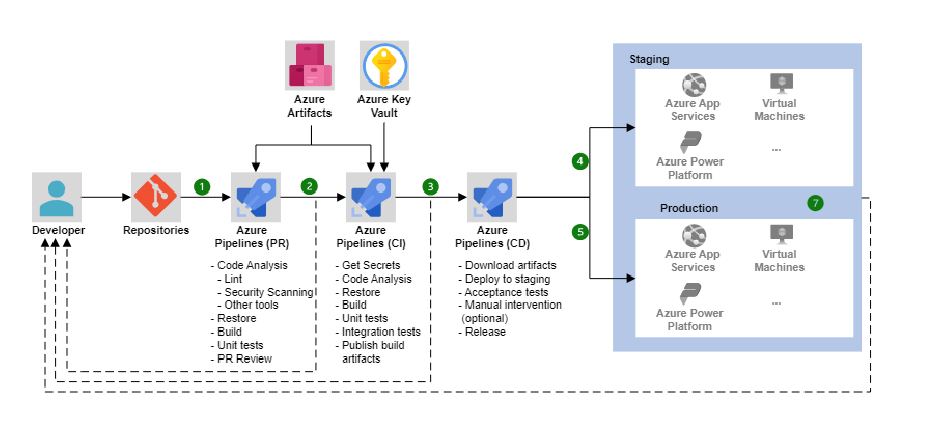 Azure
Artifacts
Azure Key
Vault
Staging
Azure App
Services
Virtual
Machines
Azure Power
Platform
...
1
2
3
4
5
7
Developer
Repositories
Azure
Pipelines (PR)
- Code Analysis
- Lint
- Security Scanning
- Other tools
- Restore
- Build
- Unit tests
- PR Review
Azure
Pipelines (CI)
- Get Secrets
- Code Analysis
- Restore
- Build
- Unit tests
- Integration tests
- Publish build
artifacts
Azure
Pipelines (CD)
- Download artifacts
- Deploy to staging
- Acceptance tests
- Manual intervention
(optional)
- Release
Production
Azure App
Services
Virtual
Machines
Azure Power
Platform
...